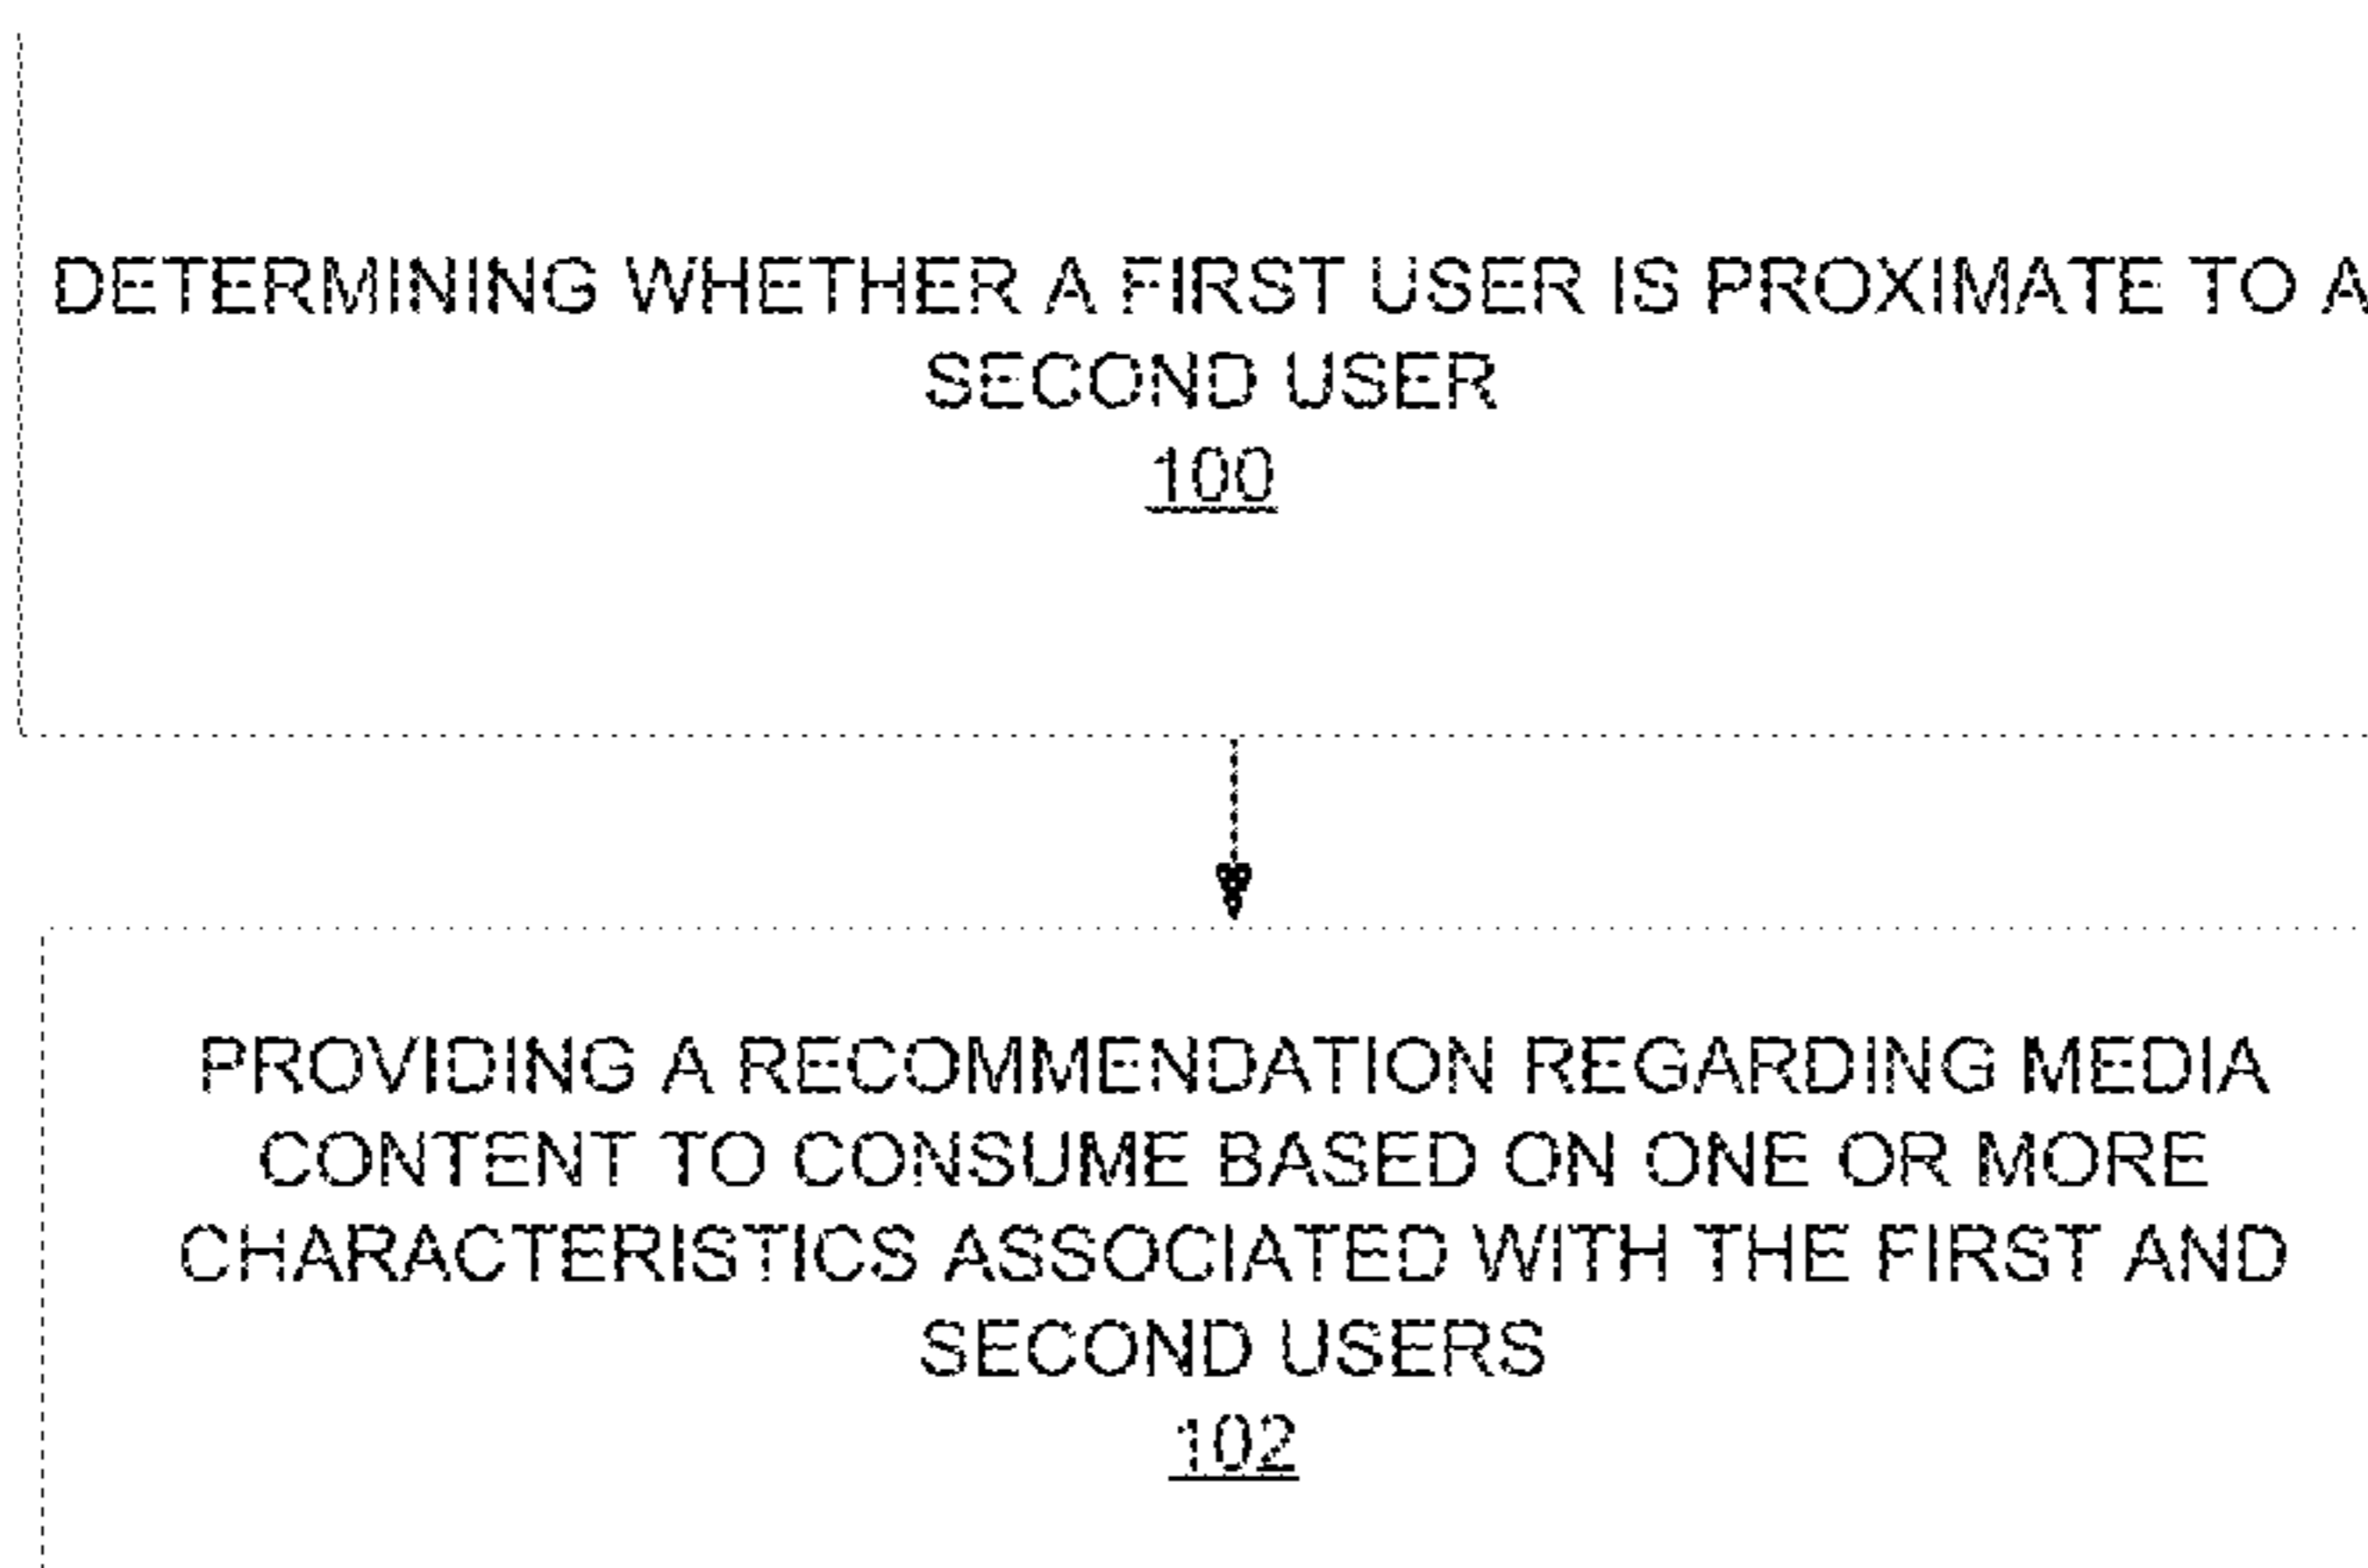 DETERMINING WHETHER A FIRST USER IS PROXIMATE TO A
SECOND USER
100
PROVIDING A RECOMMENDATION REGARDING MEDIA
CONTENT TO CONSUME BASED ON ONE OR MORE
CHARACTERISTICS ASSOCIATED WITH THE FIRST AND
SECOND USERS
102